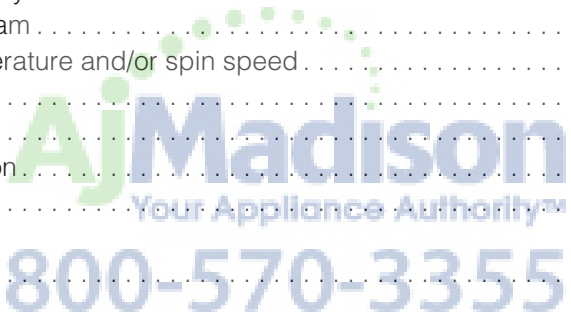 am . . . . . . . . . . . . . . . . . . . . . . . . . . . . . . . . . . .
erature and/or spin speed . . . . . . . . . . . . . . . . .
. . . . . . . . . . . . . . . . . . . . . . . . . . . . . . . . . . . . .
AjMadison
. . . . . . . . . . . . . . . . . . . . . . . . . . . . . . . . . . . . .
on . . . . . . . . . . . . . . . . . . . . . . . . . . . . . . . . . . . .
Your Appliance Authority™
. . . . . . . . . . . . . . . . . . . . . . . . . . . . . . . . . . . . .
800-570-3355